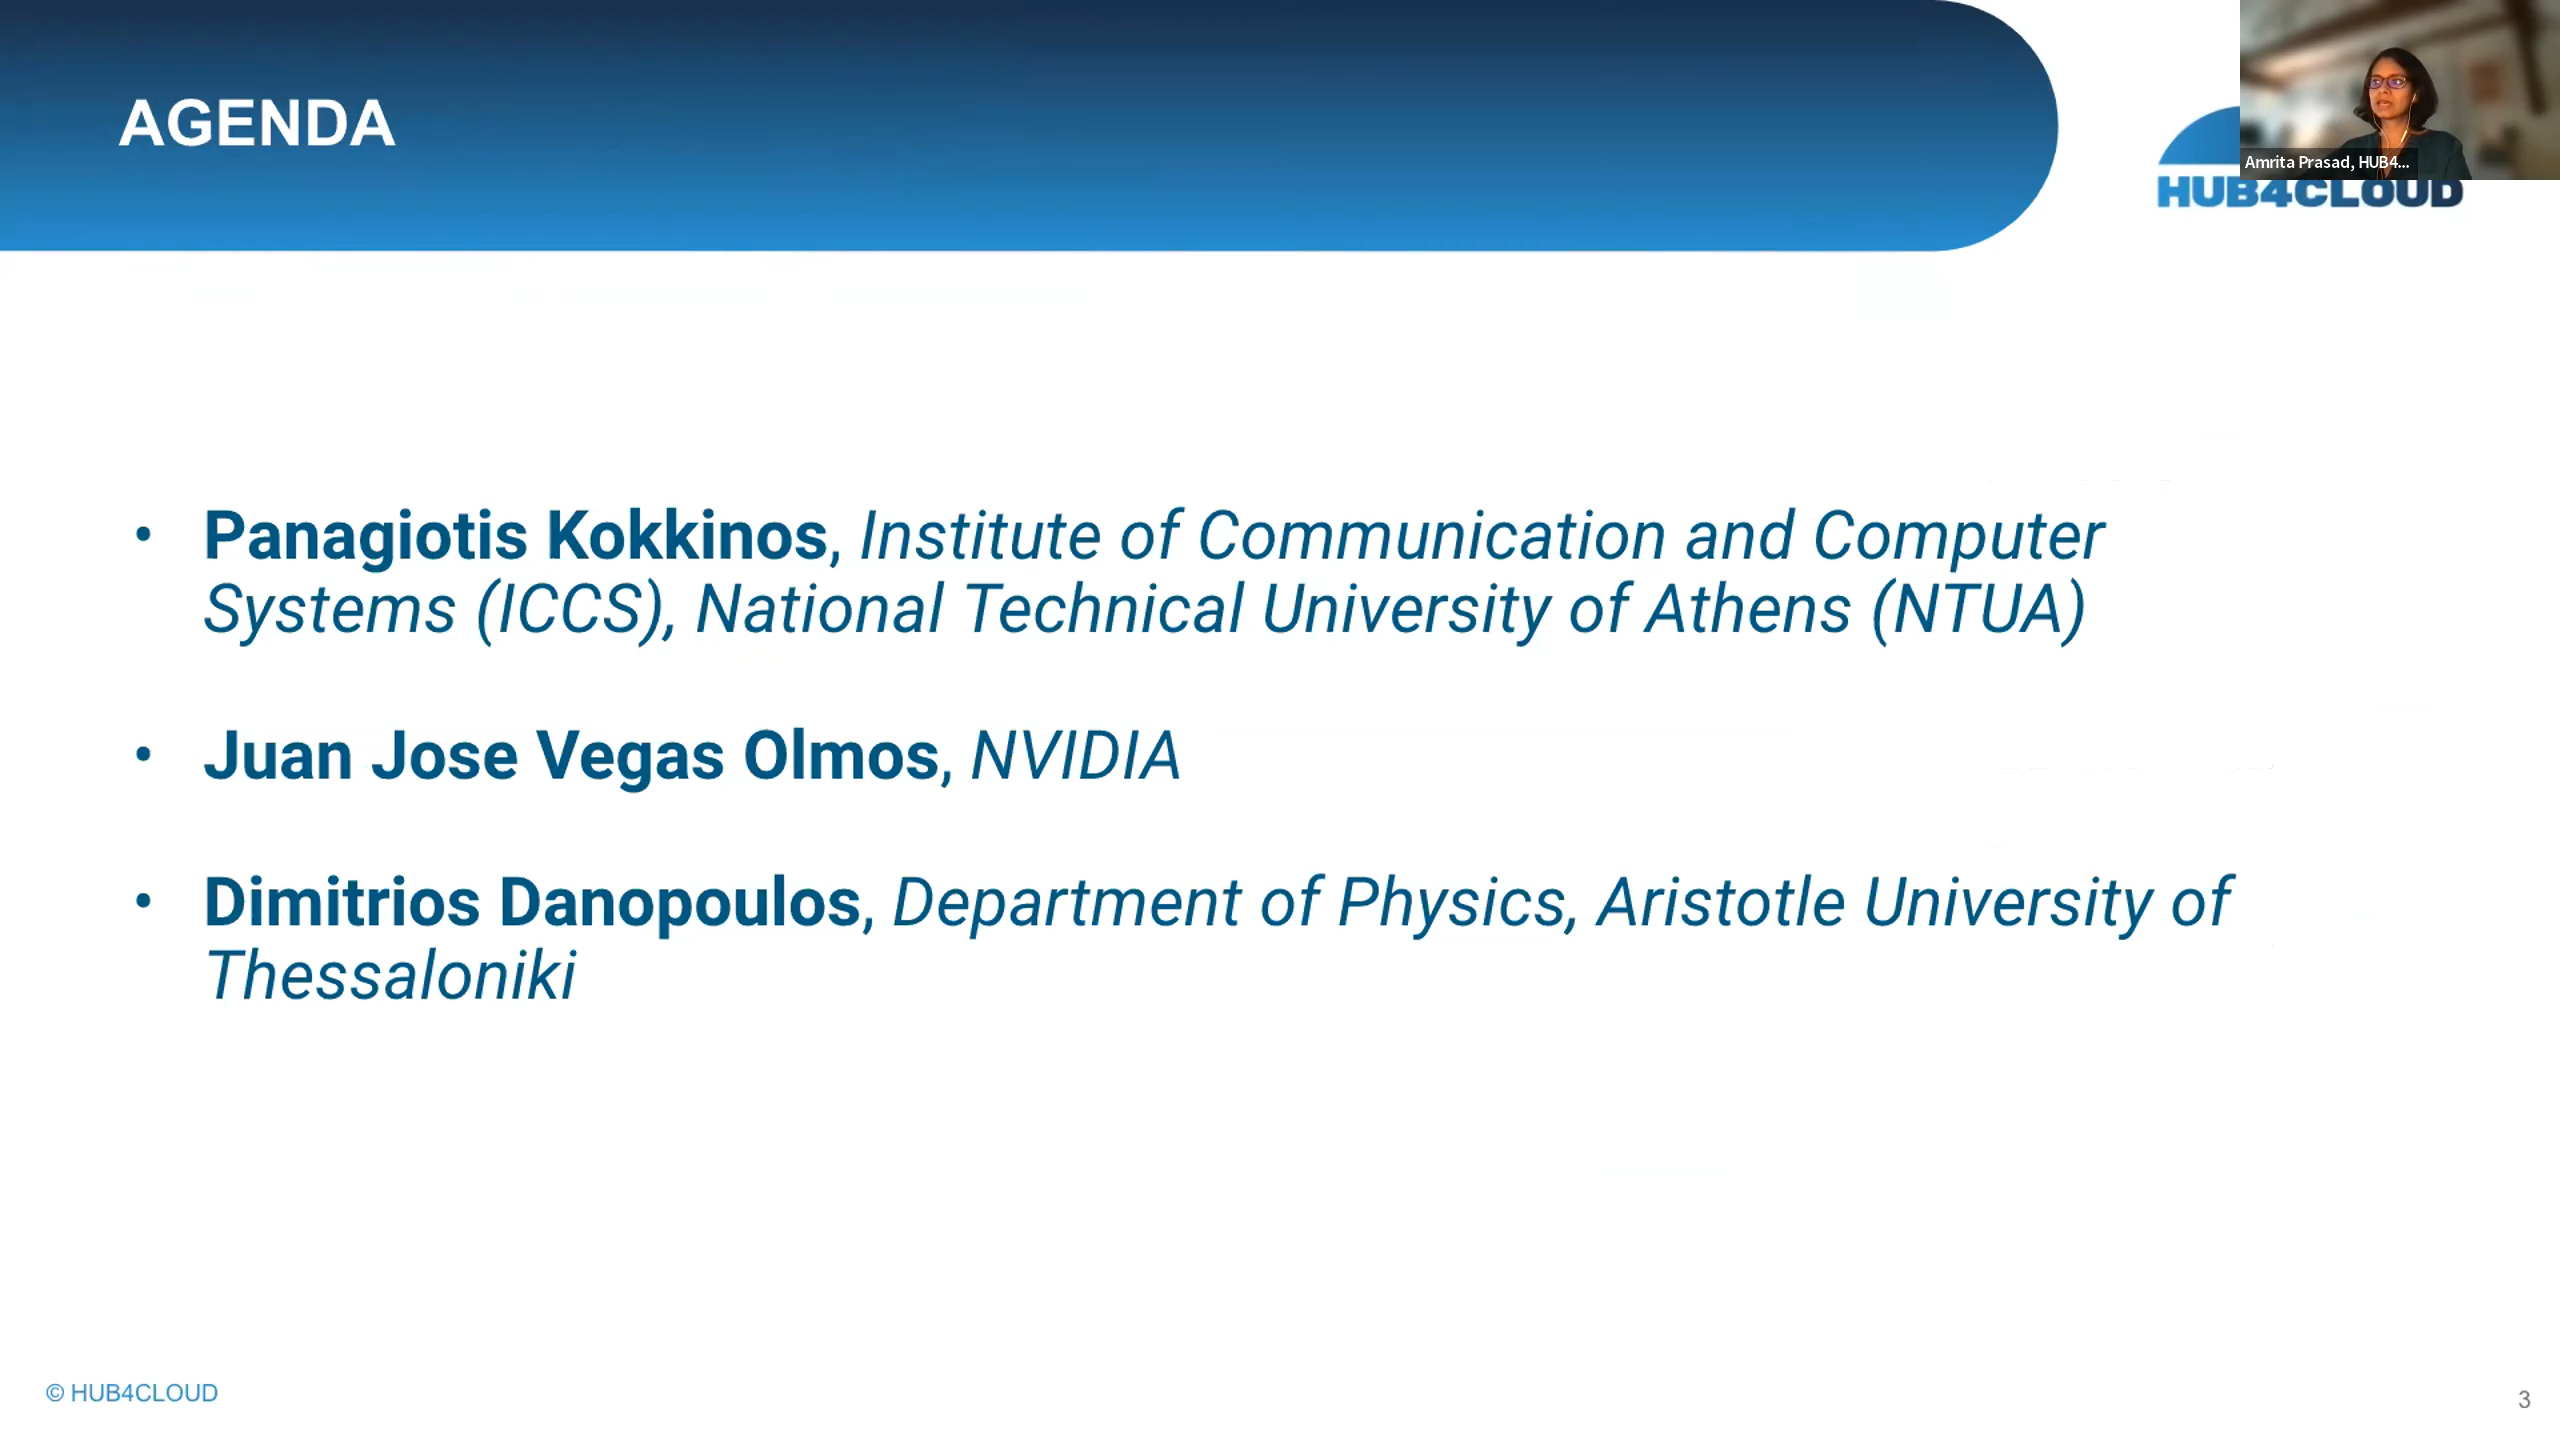 AGENDA
Amrita Prasad, HUB4...
HUB4CLOUD
• Panagiotis Kokkinos, Institute of Communication and Computer
Systems (ICCS), National Technical University of Athens (NTUA)
• Juan Jose Vegas Olmos, NVIDIA
• Dimitrios Danopoulos, Department of Physics, Aristotle University of
Thessaloniki
© HUB4CLOUD
3